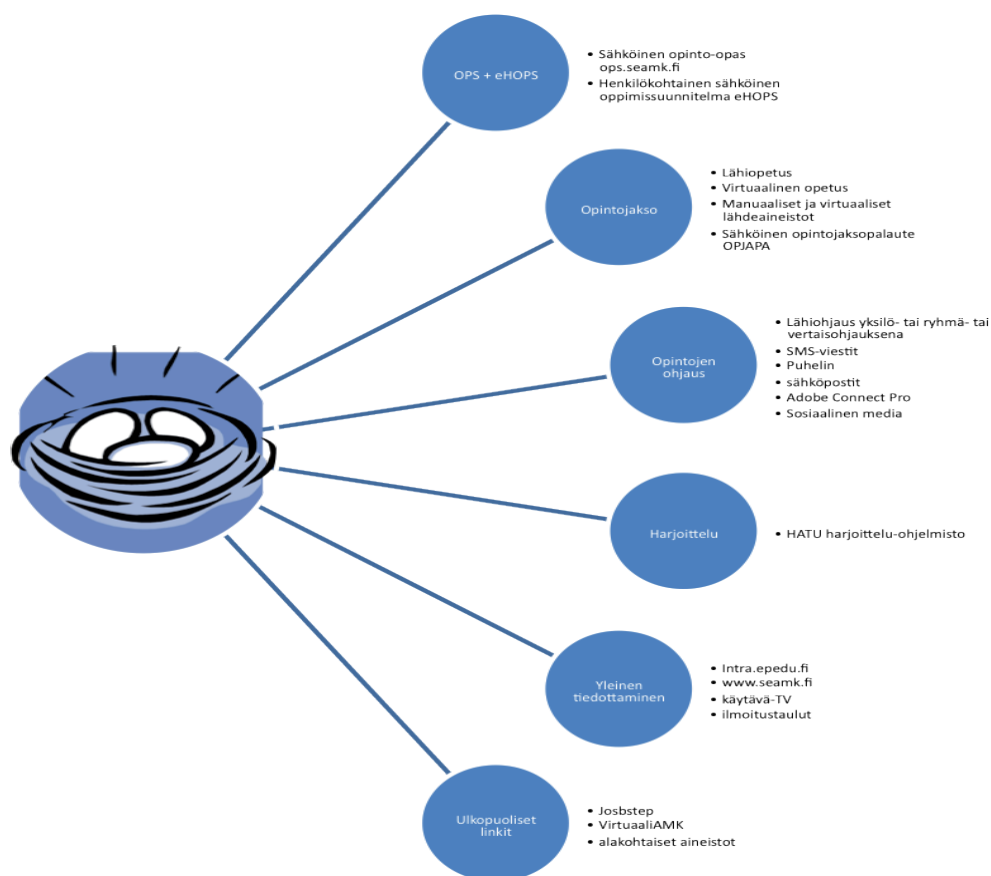 OPS + eHOPS
• Sähköinen opinto-opas
ops.seamk.fi
• Henkilökohtainen sähköinen
oppimissuunnitelma eHOPS
Opintojakso
• Lähiopetus
• Virtuaalinen opetus
• Manuaaliset ja virtuaaliset
lähdeaineistot
• Sähköinen opintojaksopalaute
OPJAPA
Opintojen
ohjaus
• Lähiohjaus yksilö- tai ryhmä- tai
vertaisohjauksena
• SMS-viestit
• Puhelin
• sähköpostit
• Adobe Connect Pro
• Sosiaalinen media
Harjoittelu
• HATU harjoittelu-ohjelmisto
Yleinen
tiedottaminen
• Intra.epedu.fi
• www.seamk.fi
• käytävä-TV
• ilmoitustaulut
Ulkopuoliset
linkit
• Josbstep
• VirtuaaliAMK
• alakohtaiset aineistot